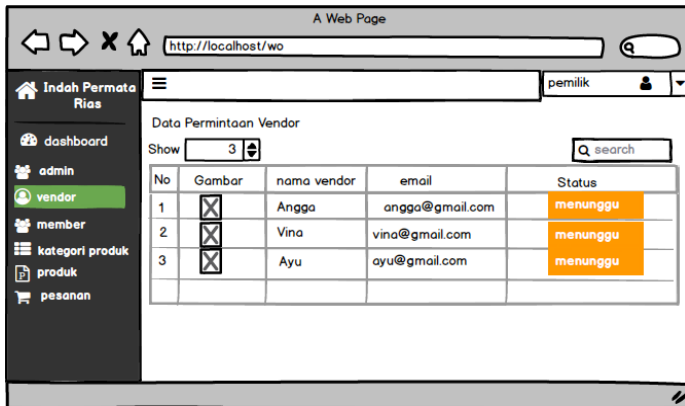 A Web Page
http://localhost/wo
Indah Permata
Rias
pemilik
Data Permintaan Vendor
dashboard
Show 3
search
admin
vendor
member
kategori produk
produk
pesanan
No Gambar nama vendor email Status
1 Angga angga@gmail.com menunggu
2 Vina vina@gmail.com menunggu
3 Ayu ayu@gmail.com menunggu